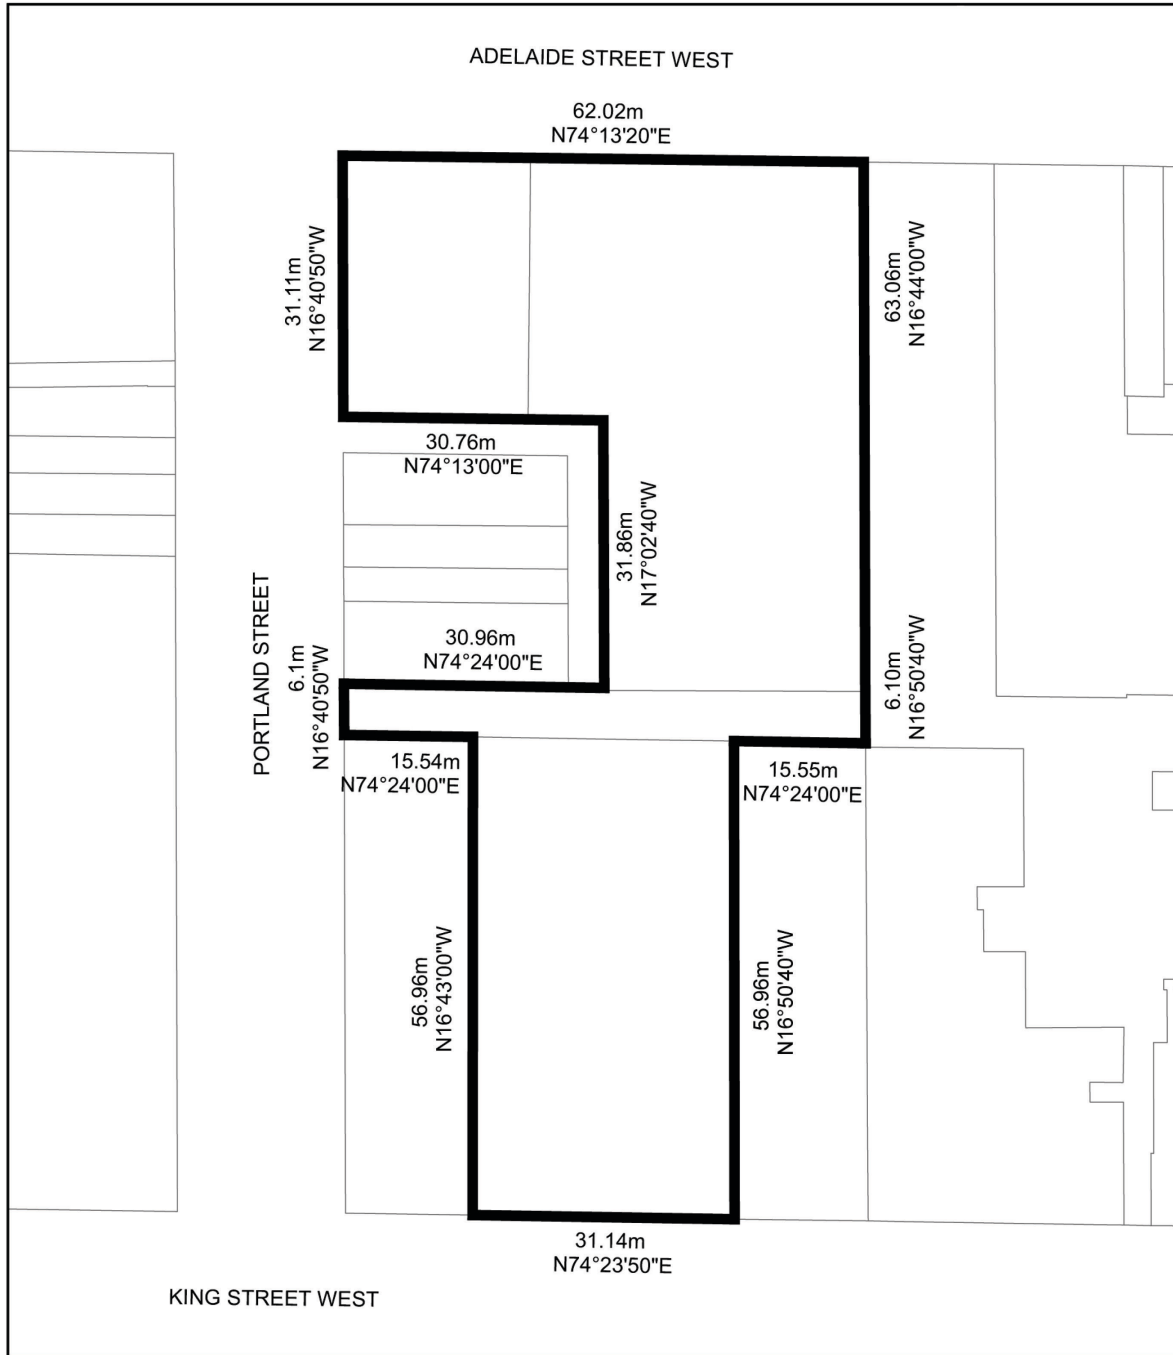 ADELAIDE STREET WEST
62.02m
N74°13'20"E
31.11m
N16°40'50"W
63.06m
N16°44'00"W
30.76m
N74°13'00"E
31.86m
N17°02'40"W
PORTLAND STREET
30.96m
N74°24'00"E
6.1m
N16°40'50"W
6.10m
N16°50'40"W
15.54m
N74°24'00"E
15.55m
N74°24'00"E
56.96m
N16°43'00"W
56.96m
N16°50'40"W
31.14m
N74°23'50"E
KING STREET WEST